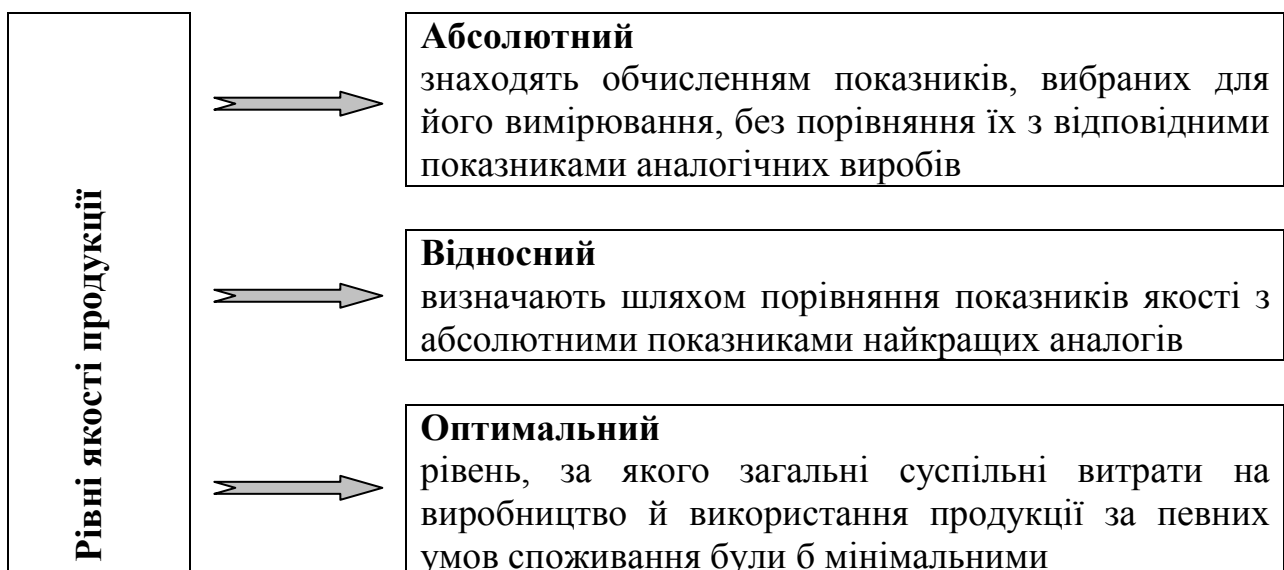 Рівні якості продукції
Абсолютний
знаходять обчисленням показників, вибраних для
його вимірювання, без порівняння їх з відповідними
показниками аналогічних виробів
Відносний
визначають шляхом порівняння показників якості з
абсолютними показниками найкращих аналогів
Оптимальний
рівень, за якого загальні суспільні витрати на
виробництво й використання продукції за певних
умов споживання були б мінімальними